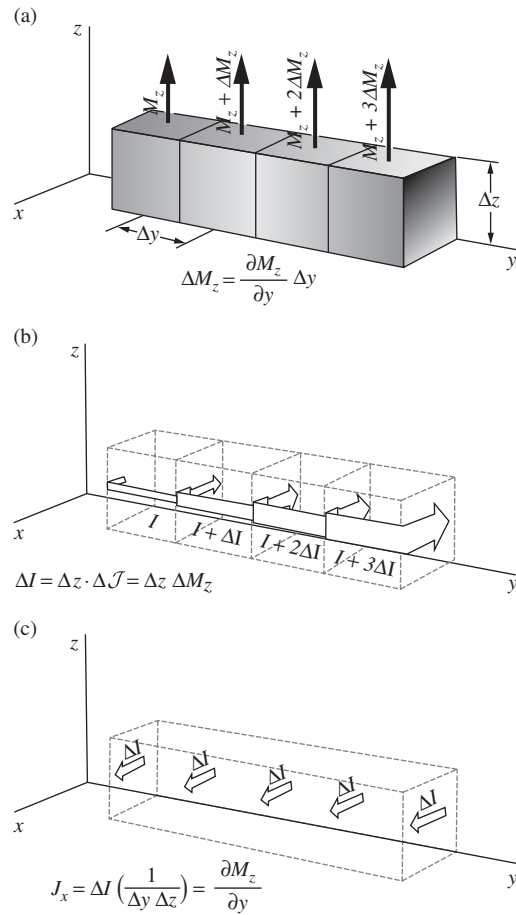 (a)
z
M_z
M_z + ΔM_z
M_z + 2ΔM_z
M_z + 3ΔM_z
Δz
x
Δy
y
ΔM_z = ∂M_z/∂y Δy
(b)
z
I
I + ΔI
I + 2ΔI
I + 3ΔI
x
y
ΔI = Δz · Δ𝒥 = Δz ΔM_z
(c)
z
ΔI
ΔI
ΔI
ΔI
ΔI
x
y
J_x = ΔI (1/(Δy Δz)) = ∂M_z/∂y